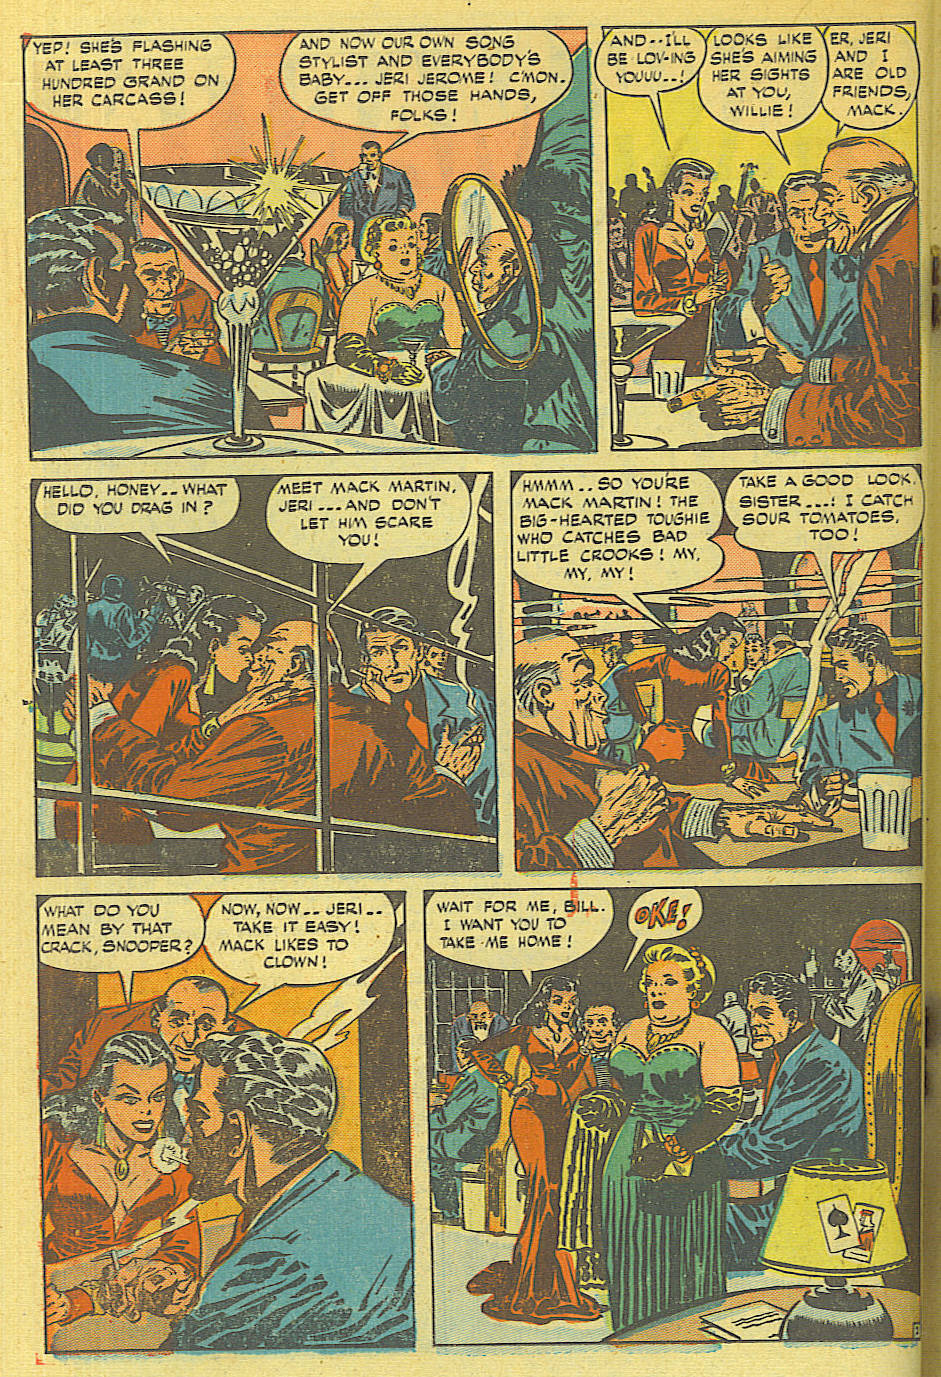 YEP! SHE'S FLASHING
AT LEAST THREE
HUNDRED GRAND ON
HER CARCASS!
AND NOW OUR OWN SONG
STYLIST AND EVERYBODY'S
BABY... JERI JEROME! C'MON.
GET OFF THOSE HANDS,
FOLKS!
AND--I'LL
BE LOV-ING
YOUUU--!
LOOKS LIKE
SHE'S AIMING
HER SIGHTS
AT YOU,
WILLIE!
ER, JERI
AND I
ARE OLD
FRIENDS,
MACK.
HELLO, HONEY-- WHAT
DID YOU DRAG IN?
MEET MACK MARTIN,
JERI...AND DON'T
LET HIM SCARE
YOU!
HMMM.. SO YOU'RE
MACK MARTIN! THE
BIG-HEARTED TOUGHIE
WHO CATCHES BAD
LITTLE CROOKS! MY,
MY, MY!
TAKE A GOOD LOOK,
SISTER...! I CATCH
SOUR TOMATOES,
TOO!
WHAT DO YOU
MEAN BY THAT
CRACK, SNOOPER?
NOW, NOW-- JERI--
TAKE IT EASY!
MACK LIKES TO
CLOWN!
WAIT FOR ME, BILL.
I WANT YOU TO
TAKE ME HOME!
OKE!
3